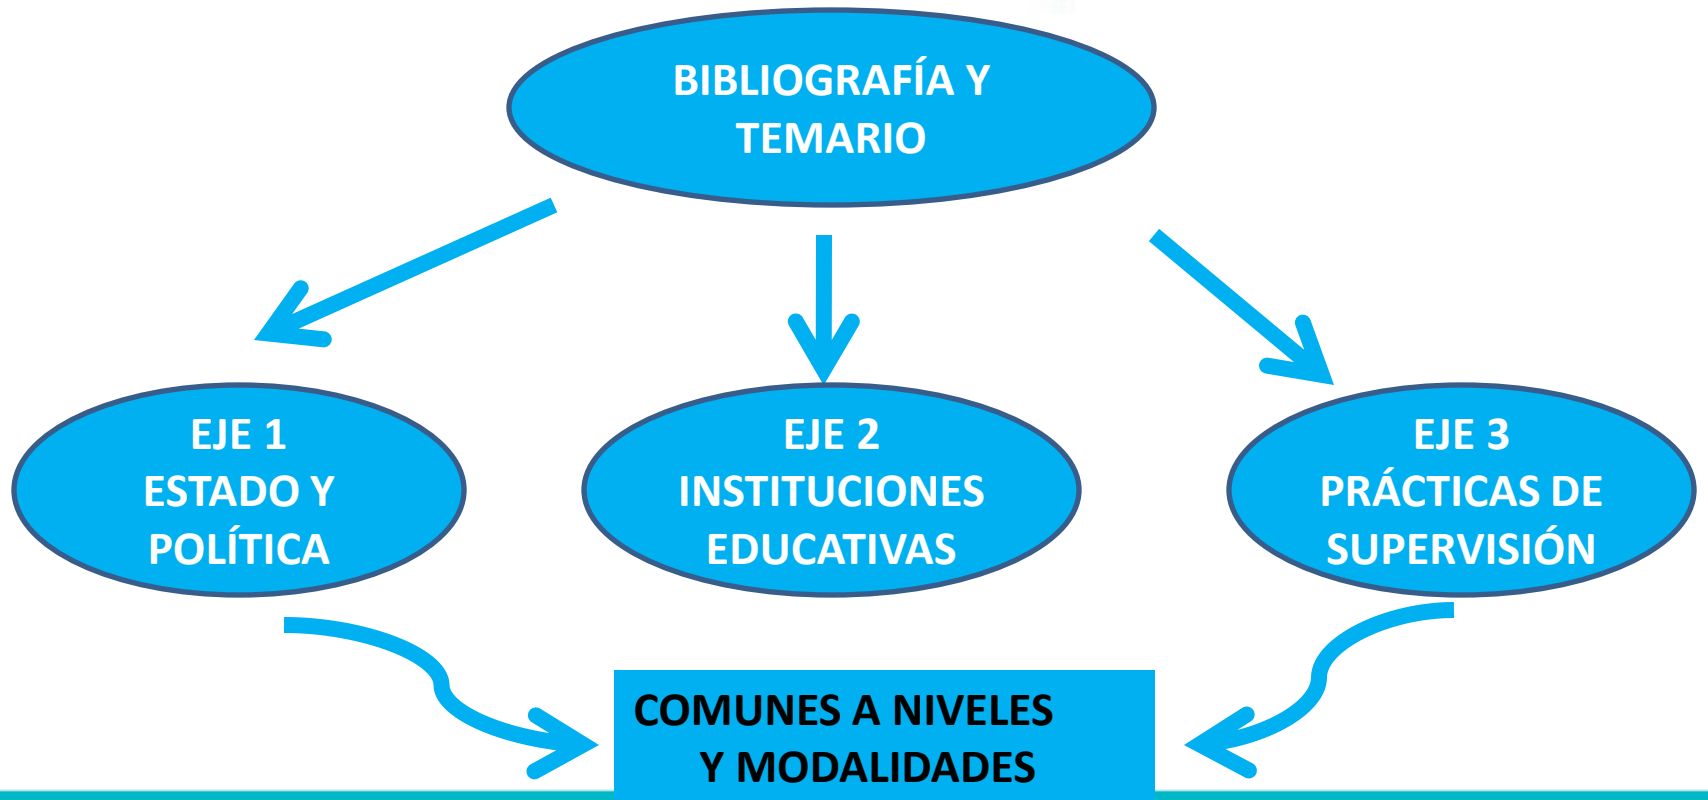 BIBLIOGRAFÍA Y
TEMARIO
EJE 1
ESTADO Y
POLÍTICA
EJE 2
INSTITUCIONES
EDUCATIVAS
EJE 3
PRÁCTICAS DE
SUPERVISIÓN
COMUNES A NIVELES
Y MODALIDADES